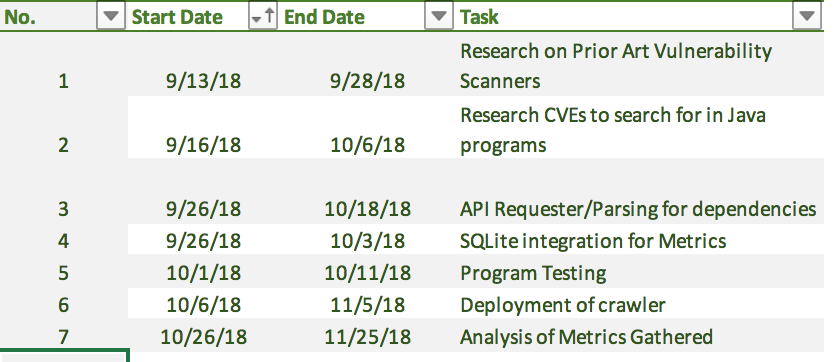 No. Start Date End Date Task
Research on Prior Art Vulnerability
1 9/13/18 9/28/18 Scanners
Research CVEs to search for in Java
2 9/16/18 10/6/18 programs
3 9/26/18 10/18/18 API Requester/Parsing for dependencies
4 9/26/18 10/3/18 SQLite integration for Metrics
5 10/1/18 10/11/18 Program Testing
6 10/6/18 11/5/18 Deployment of crawler
7 10/26/18 11/25/18 Analysis of Metrics Gathered